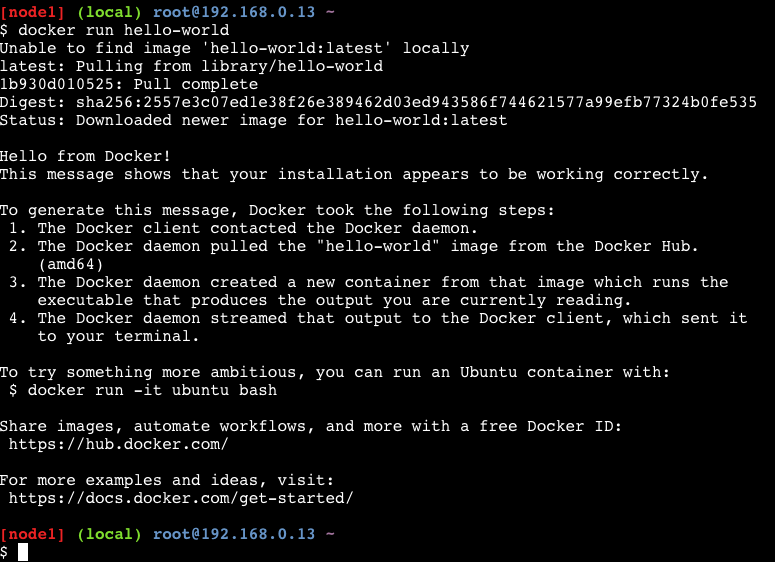 [node1] (local) root@192.168.0.13 ~
$ docker run hello-world
Unable to find image 'hello-world:latest' locally
latest: Pulling from library/hello-world
1b930d010525: Pull complete
Digest: sha256:2557e3c07ed1e38f26e389462d03ed943586f744621577a99efb77324b0fe535
Status: Downloaded newer image for hello-world:latest

Hello from Docker!
This message shows that your installation appears to be working correctly.

To generate this message, Docker took the following steps:
 1. The Docker client contacted the Docker daemon.
 2. The Docker daemon pulled the "hello-world" image from the Docker Hub.
    (amd64)
 3. The Docker daemon created a new container from that image which runs the
    executable that produces the output you are currently reading.
 4. The Docker daemon streamed that output to the Docker client, which sent it
    to your terminal.

To try something more ambitious, you can run an Ubuntu container with:
 $ docker run -it ubuntu bash

Share images, automate workflows, and more with a free Docker ID:
 https://hub.docker.com/

For more examples and ideas, visit:
 https://docs.docker.com/get-started/

[node1] (local) root@192.168.0.13 ~
$